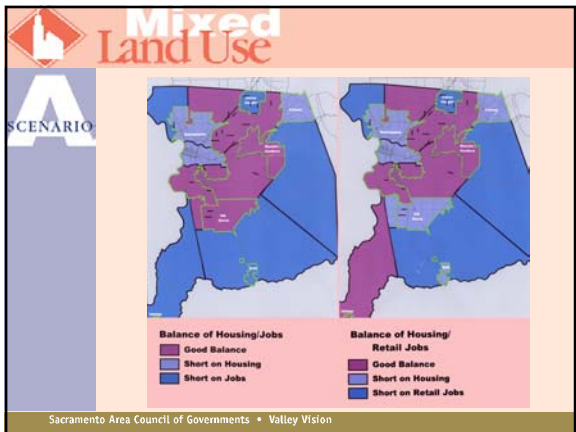 Mixed
Land Use
A
SCENARIO
Balance of Housing/Jobs
Good Balance
Short on Housing
Short on Jobs
Balance of Housing/
Retail Jobs
Good Balance
Short on Housing
Short on Retail Jobs
Sacramento Area Council of Governments • Valley Vision